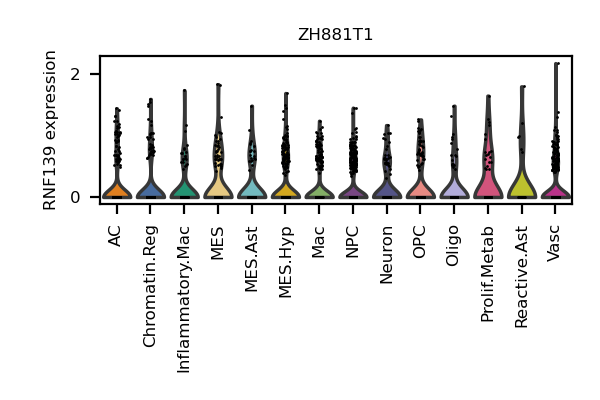 ZH881T1
RNF139 expression
2
0
AC
Chromatin.Reg
Inflammatory.Mac
MES
MES.Ast
MES.Hyp
Mac
NPC
Neuron
OPC
Oligo
Prolif.Metab
Reactive.Ast
Vasc